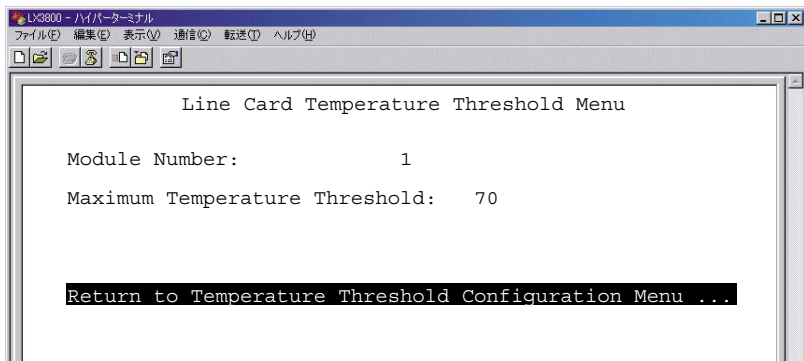 LX3800 - ハイパーターミナル
ファイル(F) 編集(E) 表示(V) 通信(C) 転送(T) ヘルプ(H)
Line Card Temperature Threshold Menu
Module Number: 1
Maximum Temperature Threshold: 70
Return to Temperature Threshold Configuration Menu ...